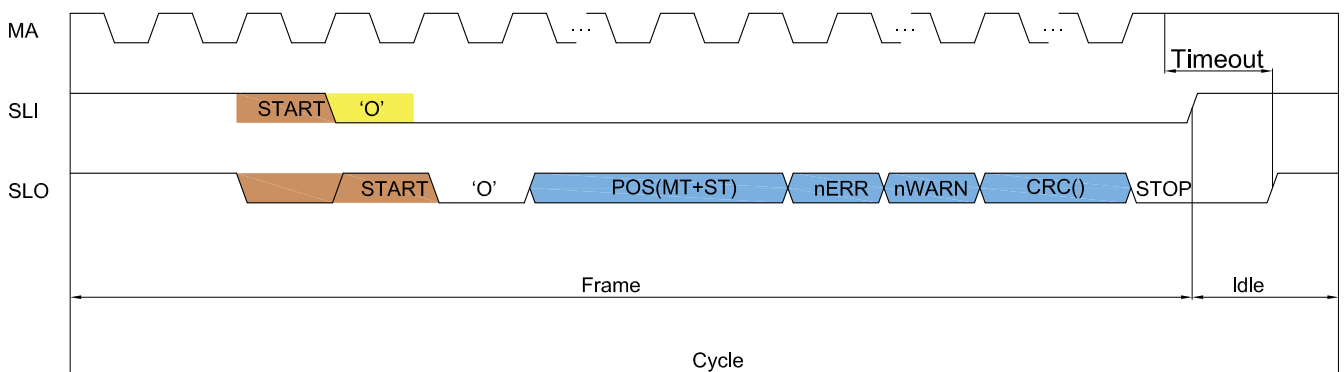 MA
... ... ...
Timeout
SLI
START 'O'
SLO
START 'O' POS(MT+ST) nERR nWARN CRC() STOP
Frame Idle
Cycle